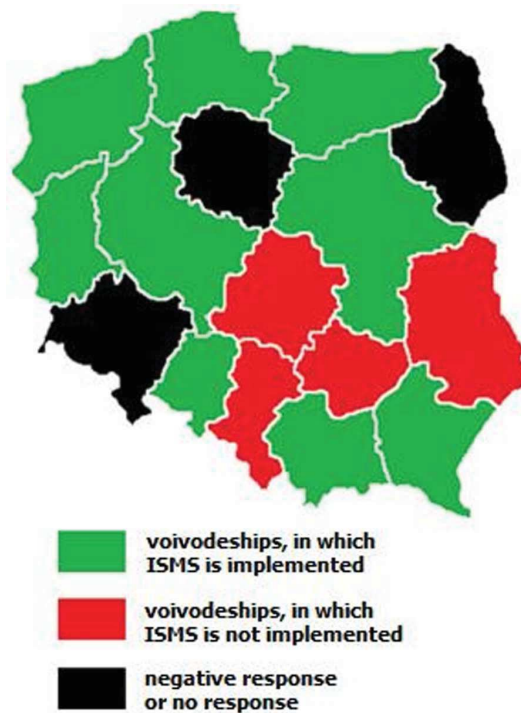 voivodeships, in which
ISMS is implemented
voivodeships, in which
ISMS is not implemented
negative response
or no response